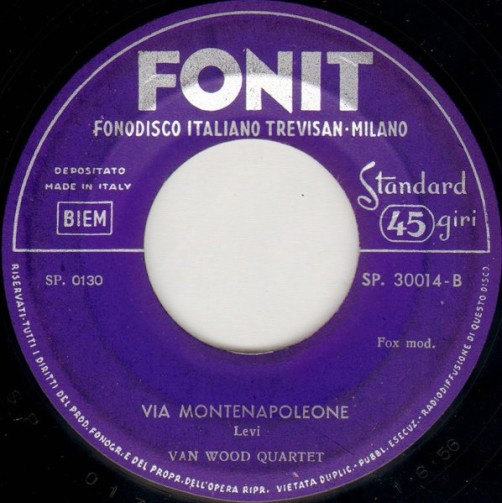 FONIT
FONODISCO ITALIANO TREVISAN·MILANO
DEPOSITATO
MADE IN ITALY
BIEM
Standard
45 giri
SP. 0130
SP. 30014-B
Fox mod.
VIA MONTENAPOLEONE
Levi
VAN WOOD QUARTET
RISERVATI·TUTTI I DIRITTI DEL PROD. FONOGR. E DEL PROPR. DELL'OPERA RIPR. VIETATA DUPLIC.·PUBBL. ESECUZ.·RADIODIFFUSIONE DI QUESTO DISCO.